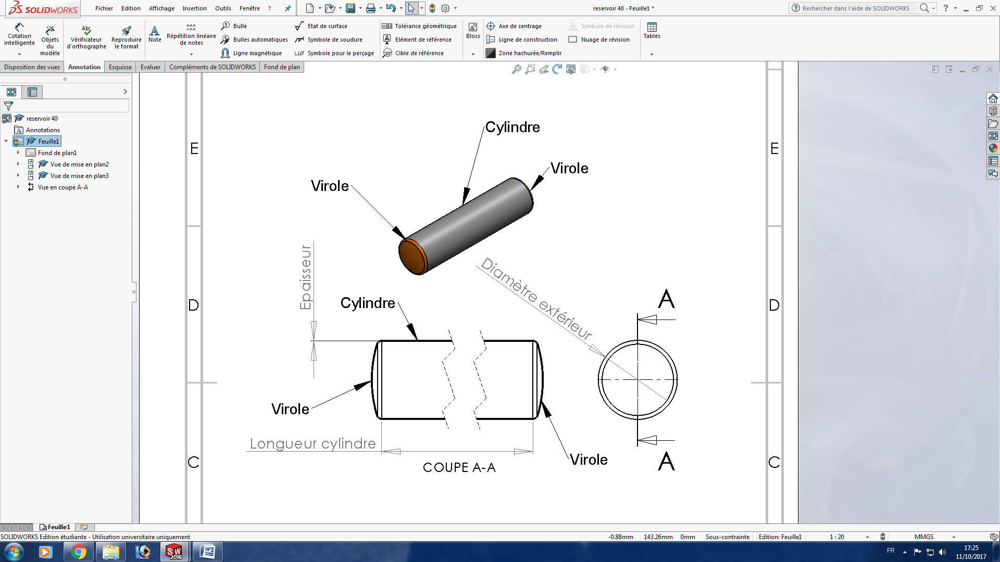 SOLIDWORKS
Fichier Edition Affichage Insertion Outils Fenêtre ?
reservoir 40 - Feuille1 *
Rechercher dans l'aide de SOLIDWORKS
?
Cotation intelligente
Objets du modèle
Abc
Vérificateur d'orthographe
Reproduire le format
Note
Répétition linéaire de notes
Bulle
Bulles automatiques
Ligne magnétique
Etat de surface
Symbole de soudure
Symbole pour le perçage
Tolérance géométrique
Elément de référence
Cible de référence
Blocs
Axe de centrage
Ligne de construction
Zone hachurée/Remplir
Symbole de révision
Nuage de révision
Tables
Disposition des vues
Annotation
Esquisse
Evaluer
Compléments de SOLIDWORKS
Fond de plan
reservoir 40
Annotations
Feuille1
Fond de plan1
Vue de mise en plan2
Vue de mise en plan3
Vue en coupe A-A
E
E
D
D
C
C
Cylindre
Virole
Virole
Epaisseur
Diamètre extérieur
Cylindre
A
Virole
Longueur cylindre
COUPE A-A
Virole
A
Feuille1
SOLIDWORKS Edition étudiante - Utilisation universitaire uniquement
-0.88mm 143.26mm 0mm Sous-contrainte Edition: Feuille1 1 : 20 MMGS
SW 2016
FR
17:25
11/10/2017